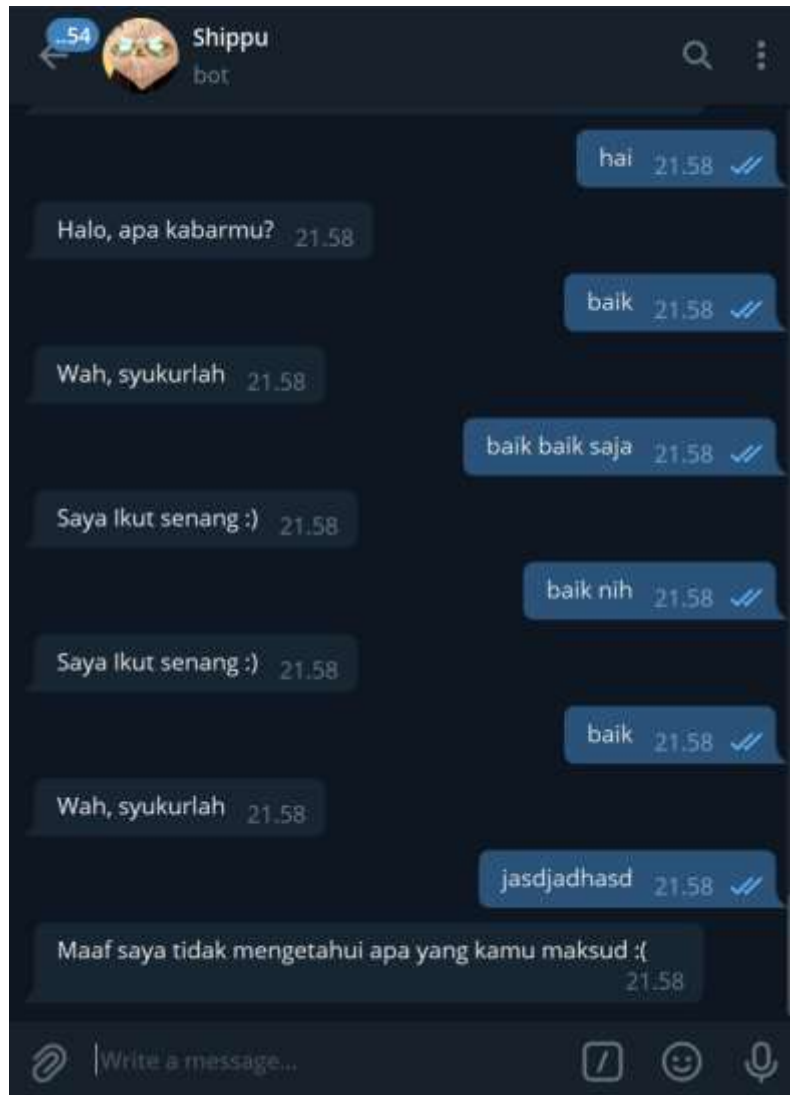 ..54
Shippu
bot
hai 21.58
Halo, apa kabarmu? 21.58
baik 21.58
Wah, syukurlah 21.58
baik baik saja 21.58
Saya Ikut senang :) 21.58
baik nih 21.58
Saya Ikut senang :) 21.58
baik 21.58
Wah, syukurlah 21.58
jasdjadhasd 21.58
Maaf saya tidak mengetahui apa yang kamu maksud :(
21.58
Write a message...